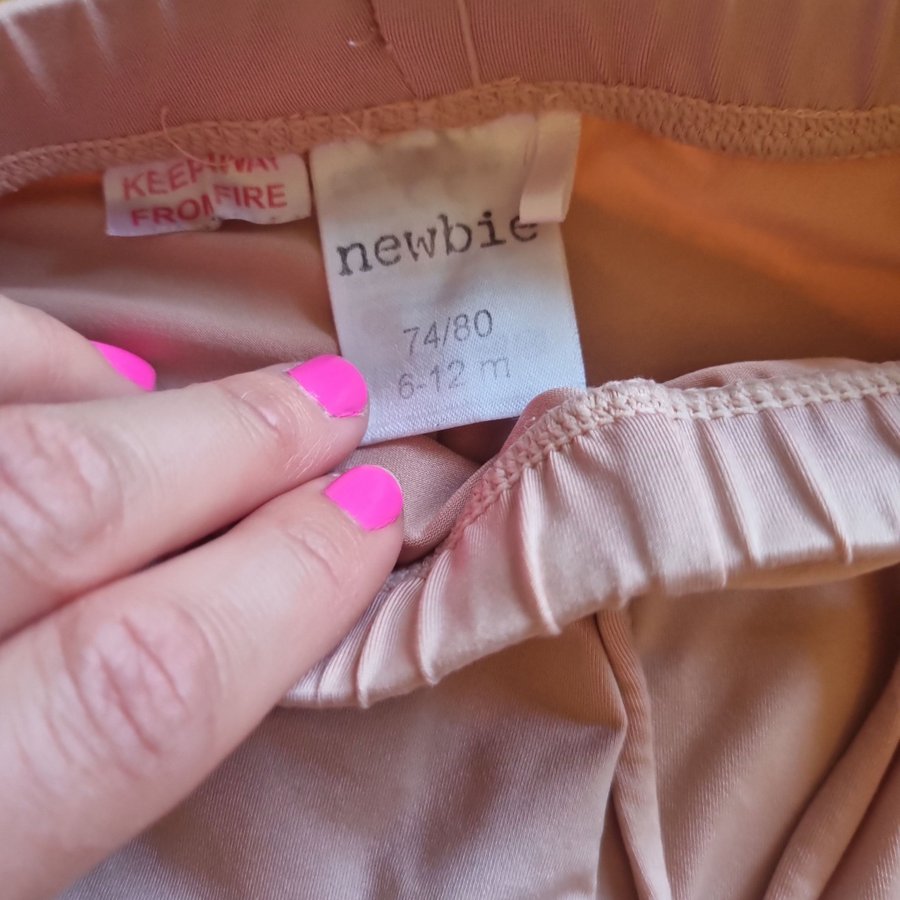 KEEP AWAY
FROM FIRE
newbie
74/80
6-12 m